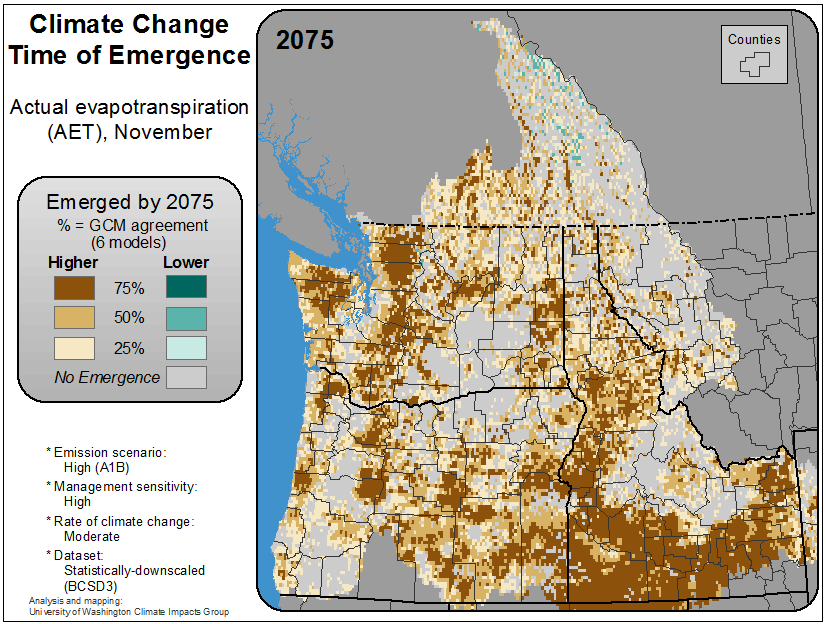 Climate Change
Time of Emergence
Actual evapotranspiration
(AET), November
Emerged by 2075
% = GCM agreement
(6 models)
Higher Lower
75%
50%
25%
No Emergence
* Emission scenario:
High (A1B)
* Management sensitivity:
High
* Rate of climate change:
Moderate
* Dataset:
Statistically-downscaled
(BCSD3)
Analysis and mapping:
University of Washington Climate Impacts Group
2075
Counties